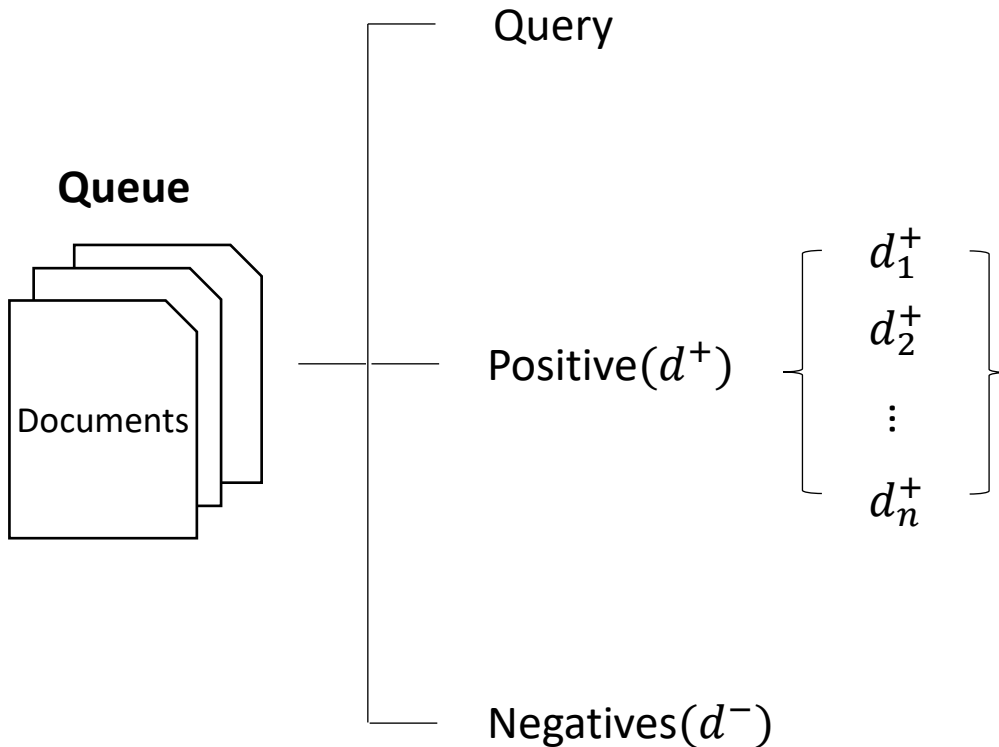 Query
Queue
Documents
Positive(d⁺)
d₁⁺
d₂⁺
⋮
dₙ⁺
Negatives(d⁻)